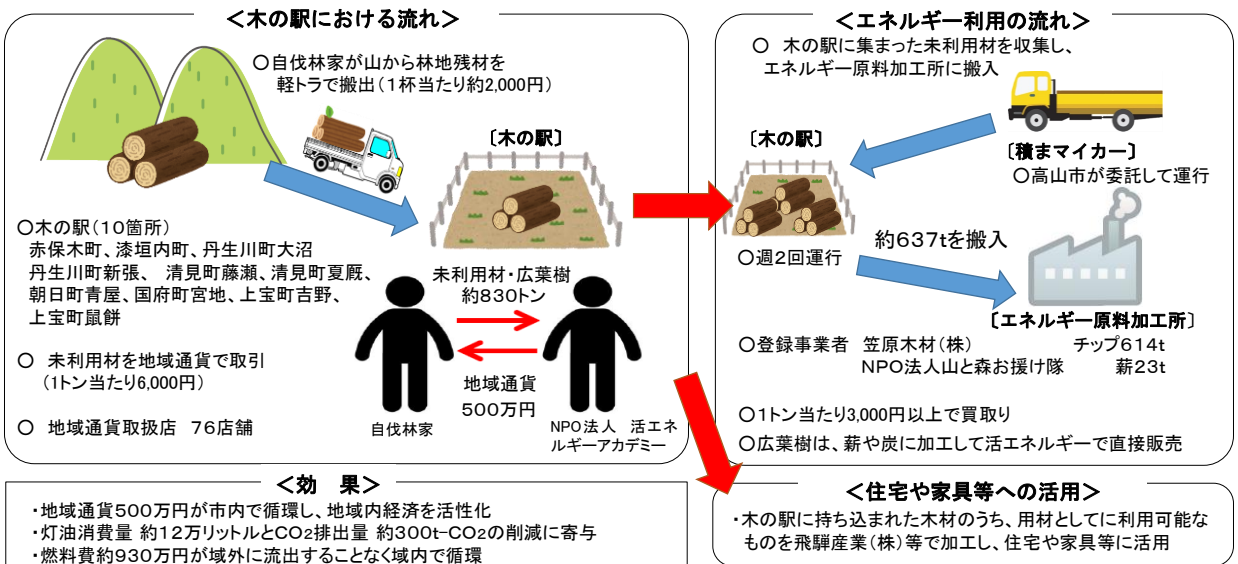 <木の駅における流れ>
○自伐林家が山から林地残材を
軽トラで搬出(1杯当たり約2,000円)
〔木の駅〕
○木の駅(10箇所)
赤保木町、漆垣内町、丹生川町大沼
丹生川町新張、 清見町藤瀬、清見町夏厩、
朝日町青屋、国府町宮地、上宝町吉野、
上宝町鼠餅
○ 未利用材を地域通貨で取引
(1トン当たり6,000円)
○ 地域通貨取扱店 76店舗
未利用材・広葉樹
約830トン
地域通貨
500万円
自伐林家
NPO法人 活エネ
ルギーアカデミー
<エネルギー利用の流れ>
○ 木の駅に集まった未利用材を収集し、
エネルギー原料加工所に搬入
〔木の駅〕
〔積まマイカー〕
○高山市が委託して運行
○週2回運行
約637tを搬入
〔エネルギー原料加工所〕
○登録事業者 笠原木材(株) チップ614t
NPO法人山と森お援け隊 薪23t
○1トン当たり3,000円以上で買取り
○広葉樹は、薪や炭に加工して活エネルギーで直接販売
<効 果>
・地域通貨500万円が市内で循環し、地域内経済を活性化
・灯油消費量 約12万リットルとCO2排出量 約300t-CO2の削減に寄与
・燃料費約930万円が域外に流出することなく域内で循環
<住宅や家具等への活用>
・木の駅に持ち込まれた木材のうち、用材としてに利用可能な
ものを飛騨産業(株)等で加工し、住宅や家具等に活用